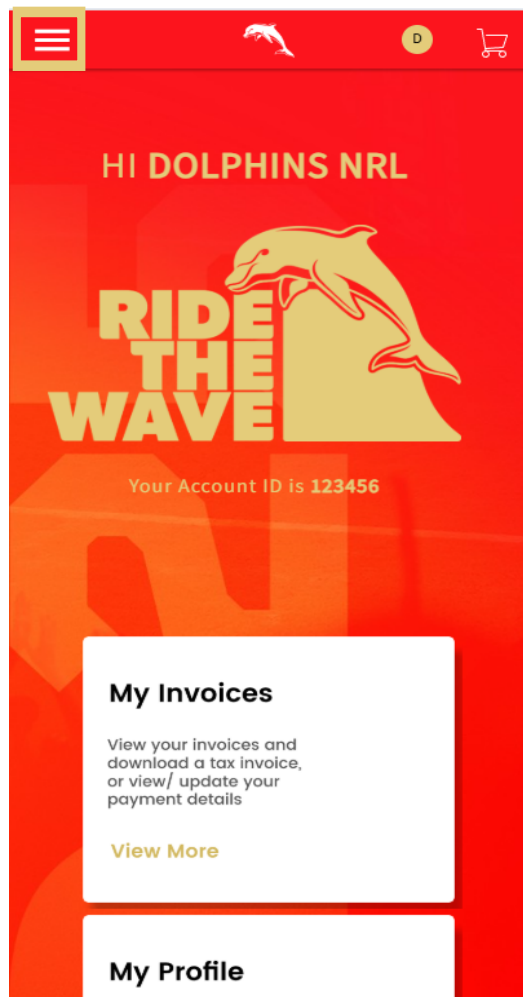 D
HI DOLPHINS NRL
RIDE
THE
WAVE
Your Account ID is 123456
My Invoices
View your invoices and
download a tax invoice,
or view/ update your
payment details
View More
My Profile